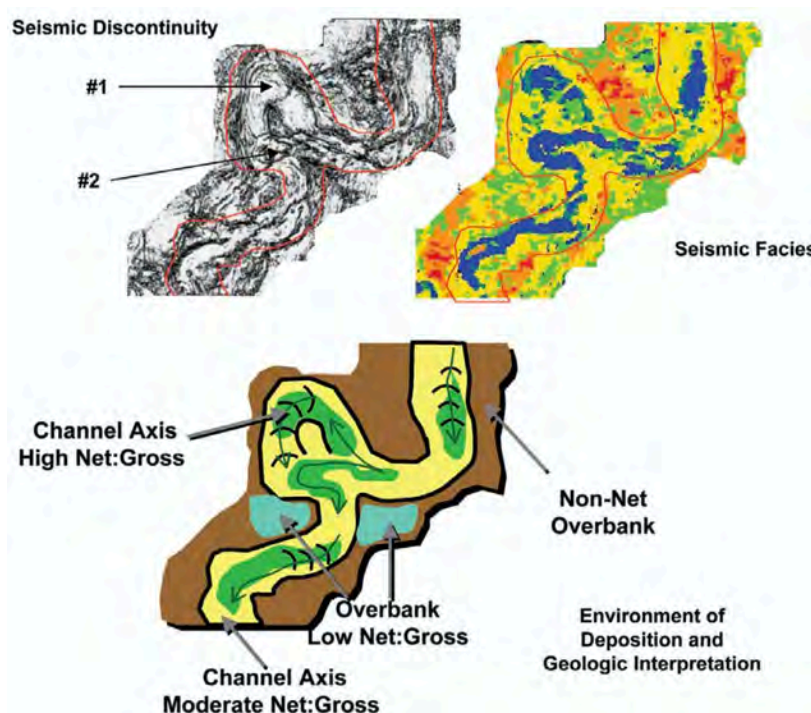 Seismic Discontinuity
#1
#2
Seismic Facies
Channel Axis
High Net:Gross
Non-Net
Overbank
Overbank
Low Net:Gross
Environment of
Deposition and
Geologic Interpretation
Channel Axis
Moderate Net:Gross